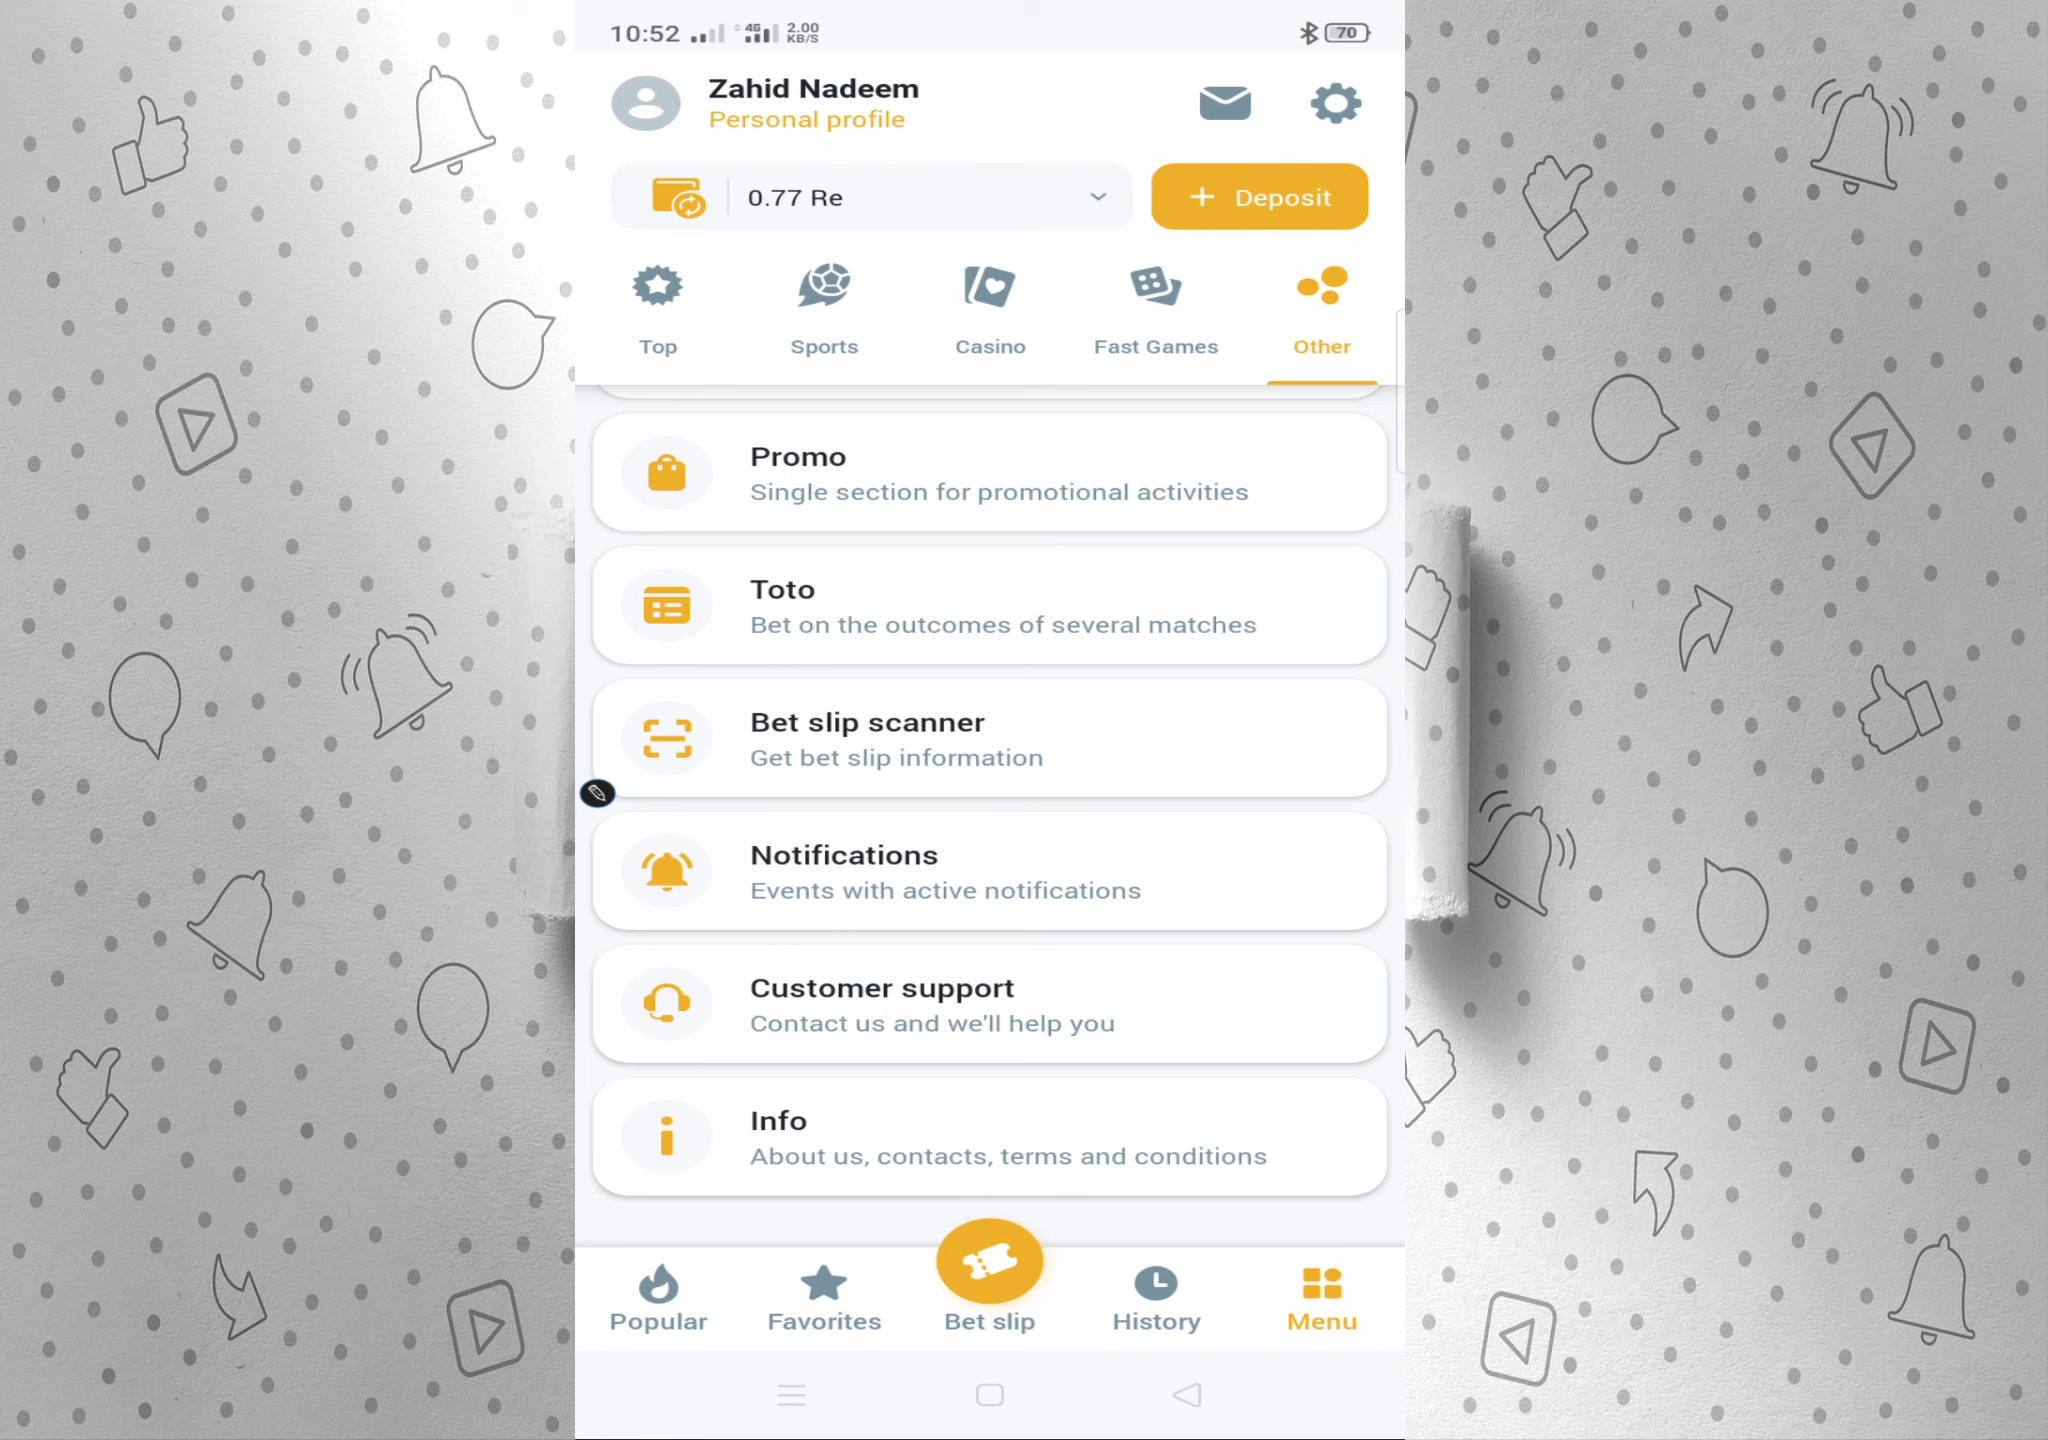 10:52 4G 2.00 KB/S 70
Zahid Nadeem
Personal profile
0.77 Re
+ Deposit
Top Sports Casino Fast Games Other
Promo
Single section for promotional activities
Toto
Bet on the outcomes of several matches
Bet slip scanner
Get bet slip information
Notifications
Events with active notifications
Customer support
Contact us and we'll help you
Info
About us, contacts, terms and conditions
Popular Favorites Bet slip History Menu